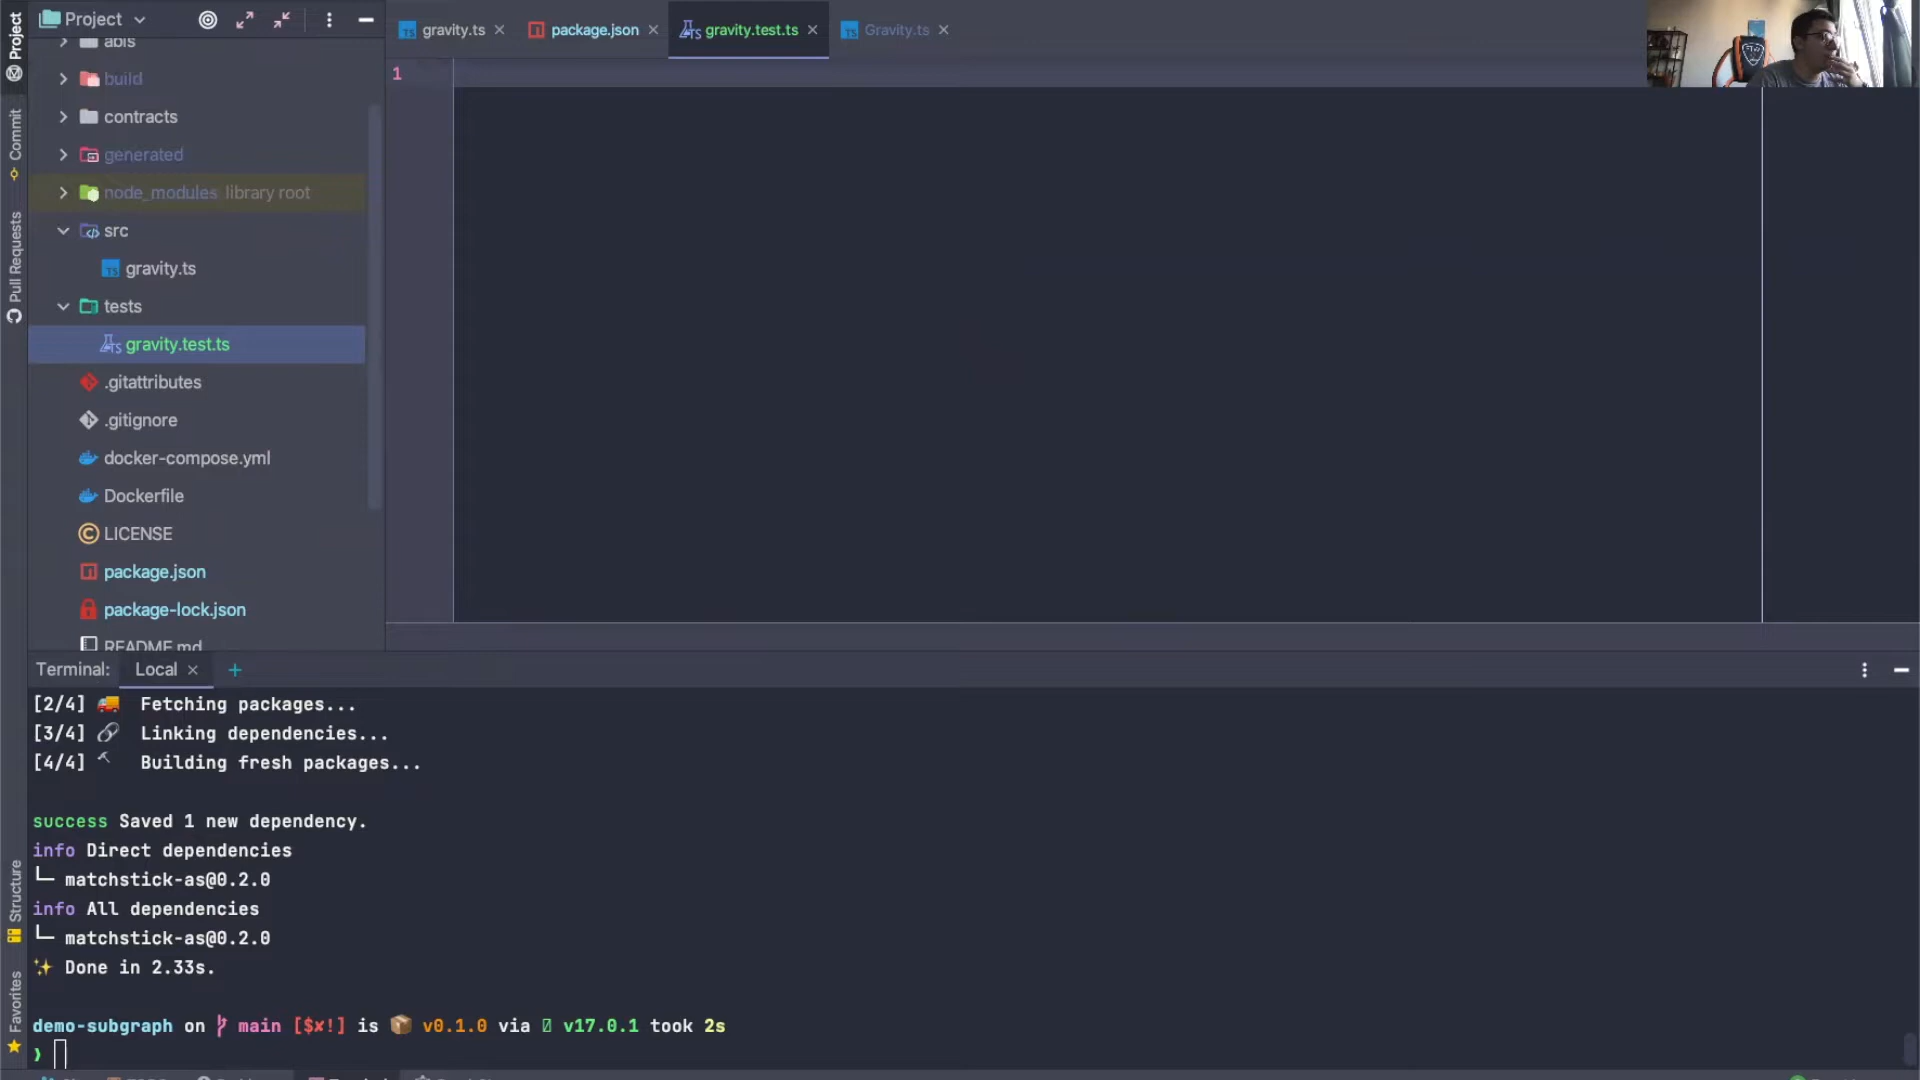 Project
gravity.ts
package.json
gravity.test.ts
Gravity.ts
Project
Commit
Pull Requests
Structure
Favorites
abis
build
contracts
generated
node_modules library root
src
gravity.ts
tests
gravity.test.ts
.gitattributes
.gitignore
docker-compose.yml
Dockerfile
LICENSE
package.json
package-lock.json
README.md
1
Terminal: Local
[2/4] 🚚 Fetching packages...
[3/4] 🔗 Linking dependencies...
[4/4] 🔨 Building fresh packages...
success Saved 1 new dependency.
info Direct dependencies
└─ matchstick-as@0.2.0
info All dependencies
└─ matchstick-as@0.2.0
✨ Done in 2.33s.
demo-subgraph on main [$✘!] is 📦 v0.1.0 via v17.0.1 took 2s
❯